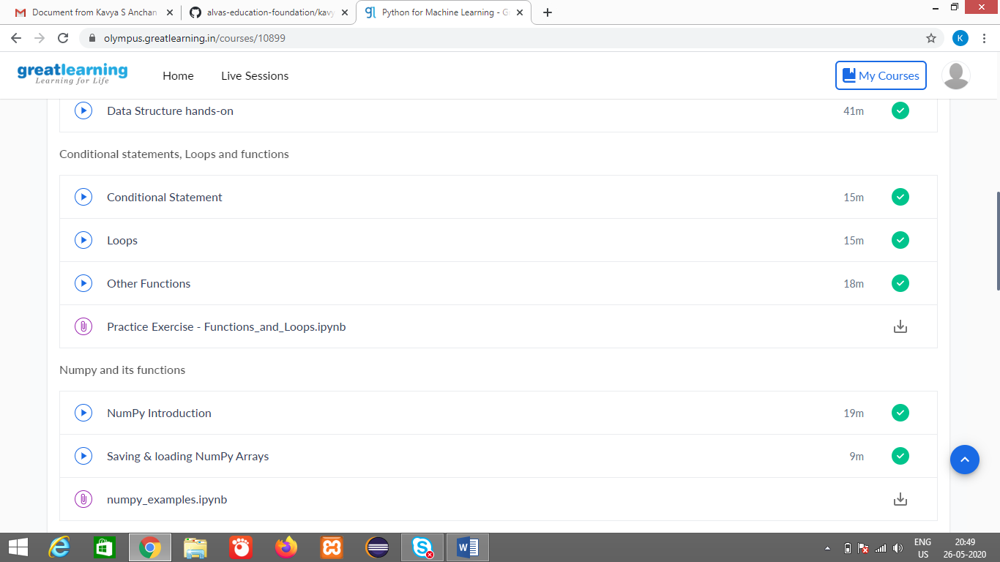 Document from Kavya S Anchan
alvas-education-foundation/kavy
Python for Machine Learning - G
olympus.greatlearning.in/courses/10899
K
greatlearning
Learning for Life
Home
Live Sessions
My Courses
Data Structure hands-on 41m
Conditional statements, Loops and functions
Conditional Statement 15m
Loops 15m
Other Functions 18m
Practice Exercise - Functions_and_Loops.ipynb
Numpy and its functions
NumPy Introduction 19m
Saving & loading NumPy Arrays 9m
numpy_examples.ipynb
ENG 20:49
US 26-05-2020